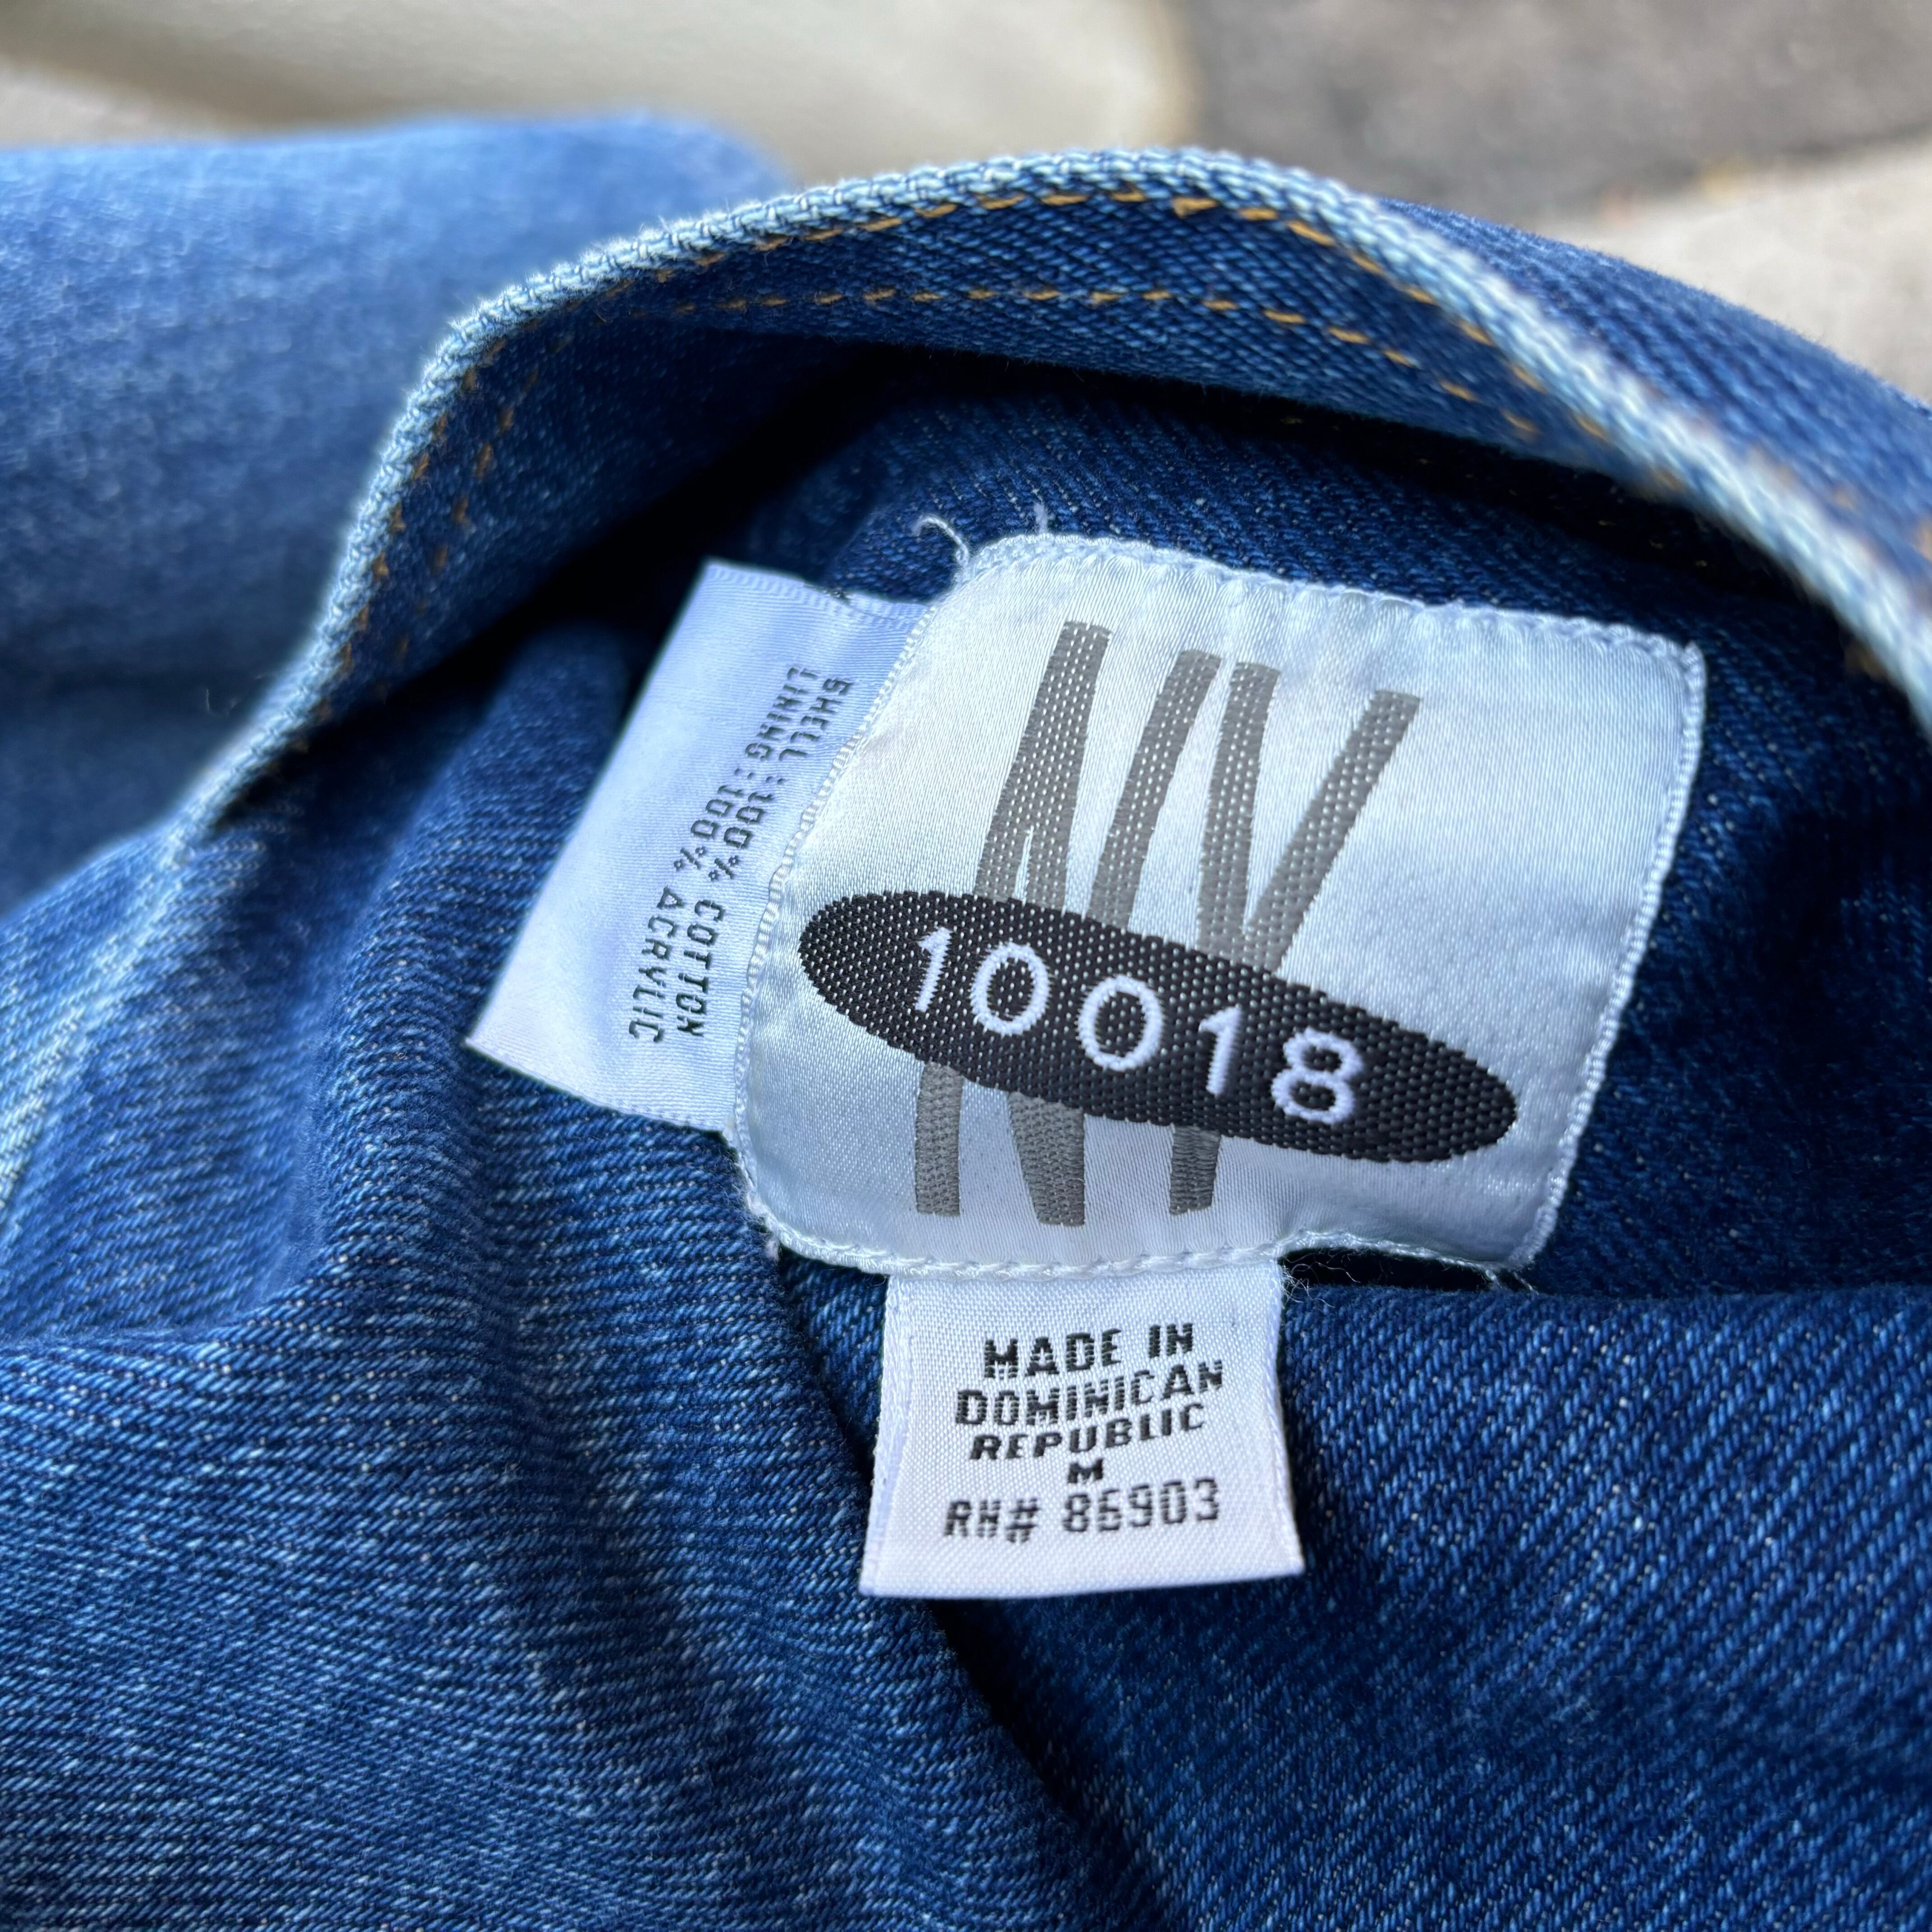 NY
10018
SHELL : 100% COTTON
LINING : 100% ACRYLIC
MADE IN
DOMINICAN
REPUBLIC
M
RN# 86903